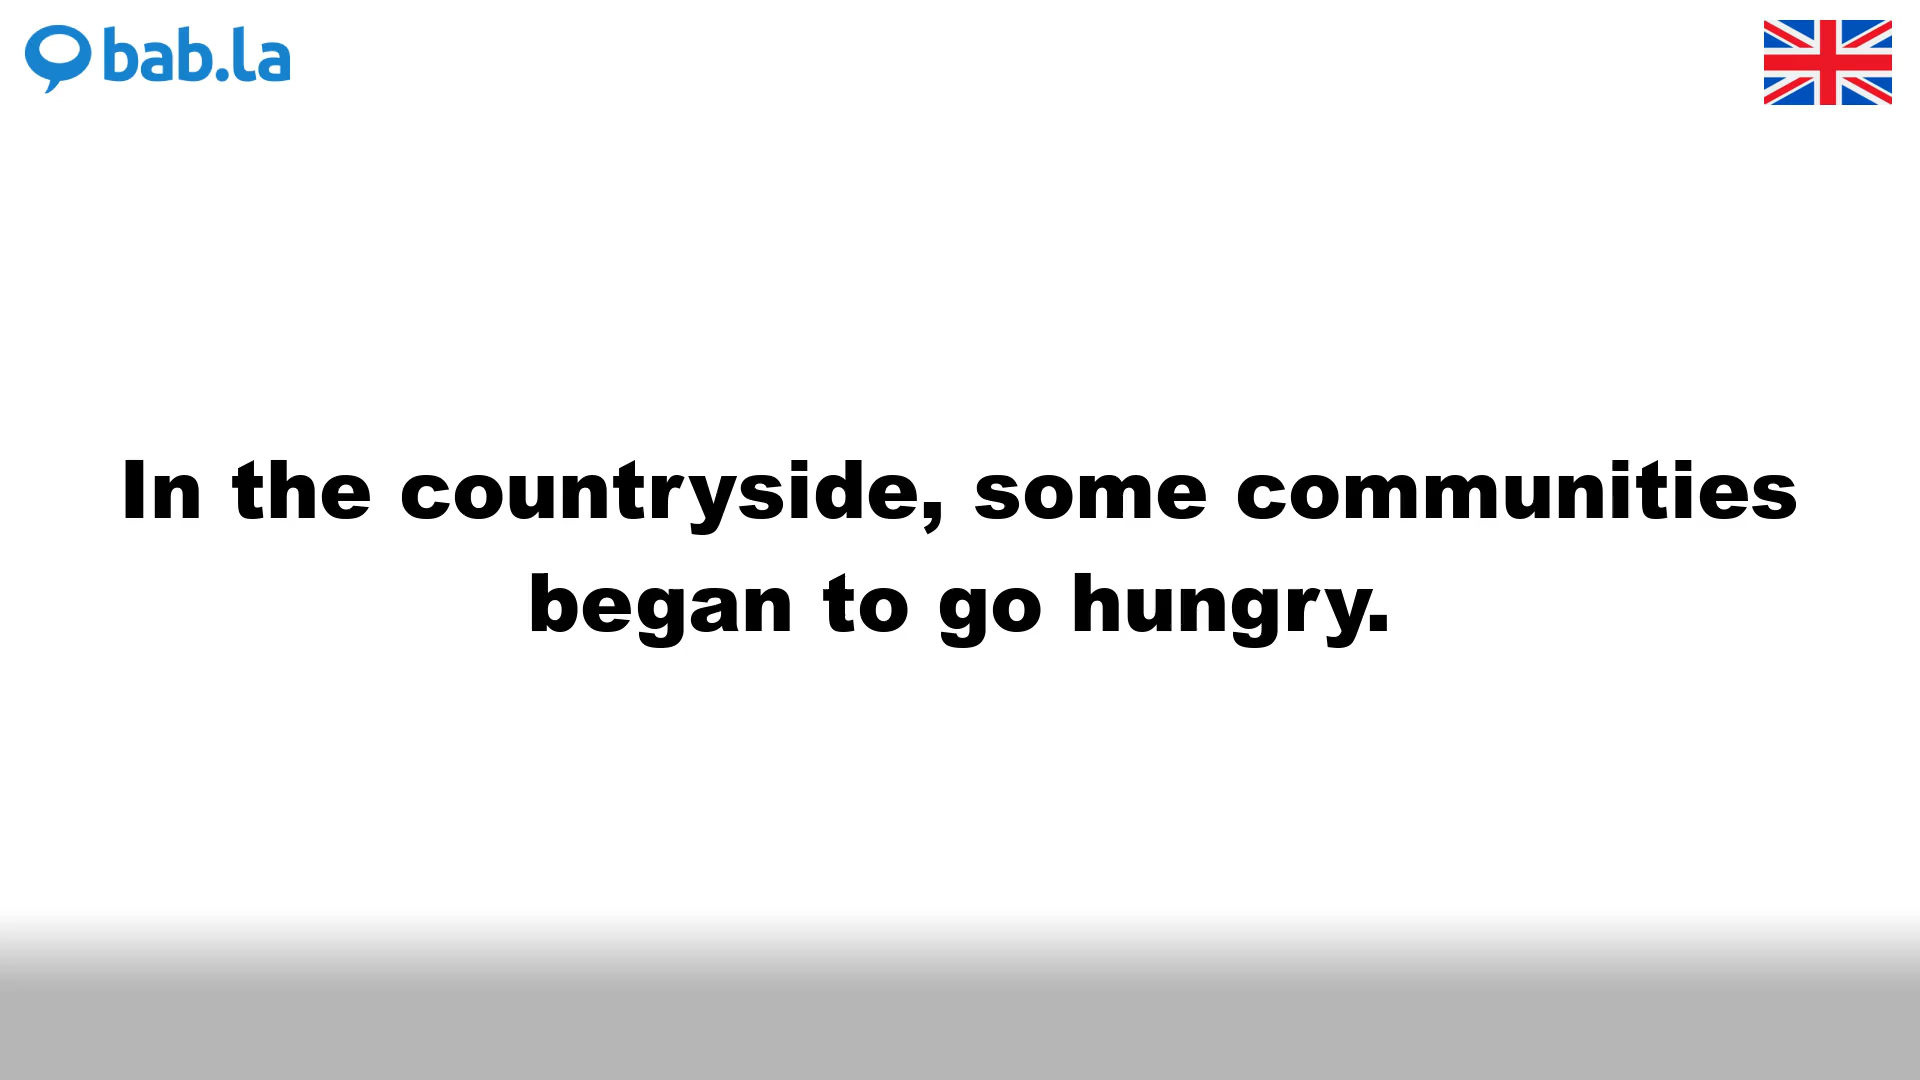 bab.la
In the countryside, some communities
began to go hungry.